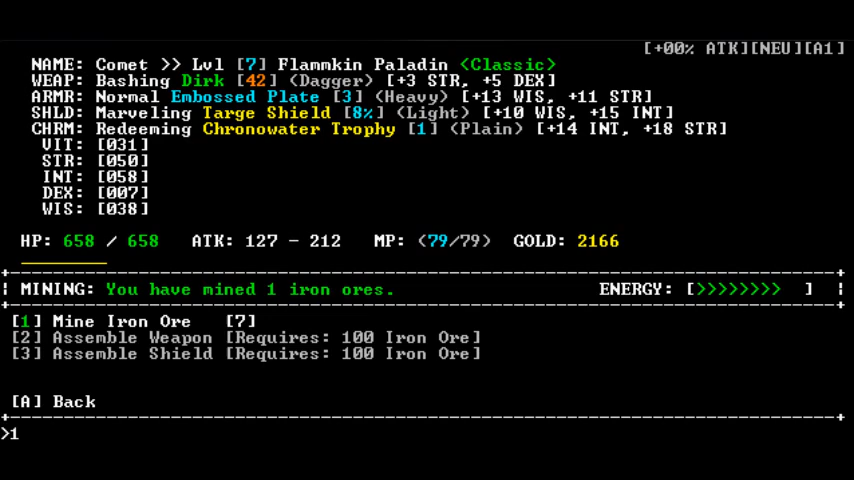 [+00% ATK][NEU][A1]
NAME: Comet >> Lvl [7] Flammkin Paladin <Classic>
WEAP: Bashing Dirk [42] (Dagger) [+3 STR, +5 DEX]
ARMR: Normal Embossed Plate [3] (Heavy) [+13 WIS, +11 STR]
SHLD: Marveling Targe Shield [8%] (Light) [+10 WIS, +15 INT]
CHRM: Redeeming Chronowater Trophy [1] (Plain) [+14 INT, +18 STR]
VIT: [031]
STR: [050]
INT: [058]
DEX: [007]
WIS: [038]
HP: 658 / 658 ATK: 127 - 212 MP: (79/79) GOLD: 2166
MINING: You have mined 1 iron ores. ENERGY: [>>>>>>>> ]
[1] Mine Iron Ore [7]
[2] Assemble Weapon [Requires: 100 Iron Ore]
[3] Assemble Shield [Requires: 100 Iron Ore]
[A] Back
>1